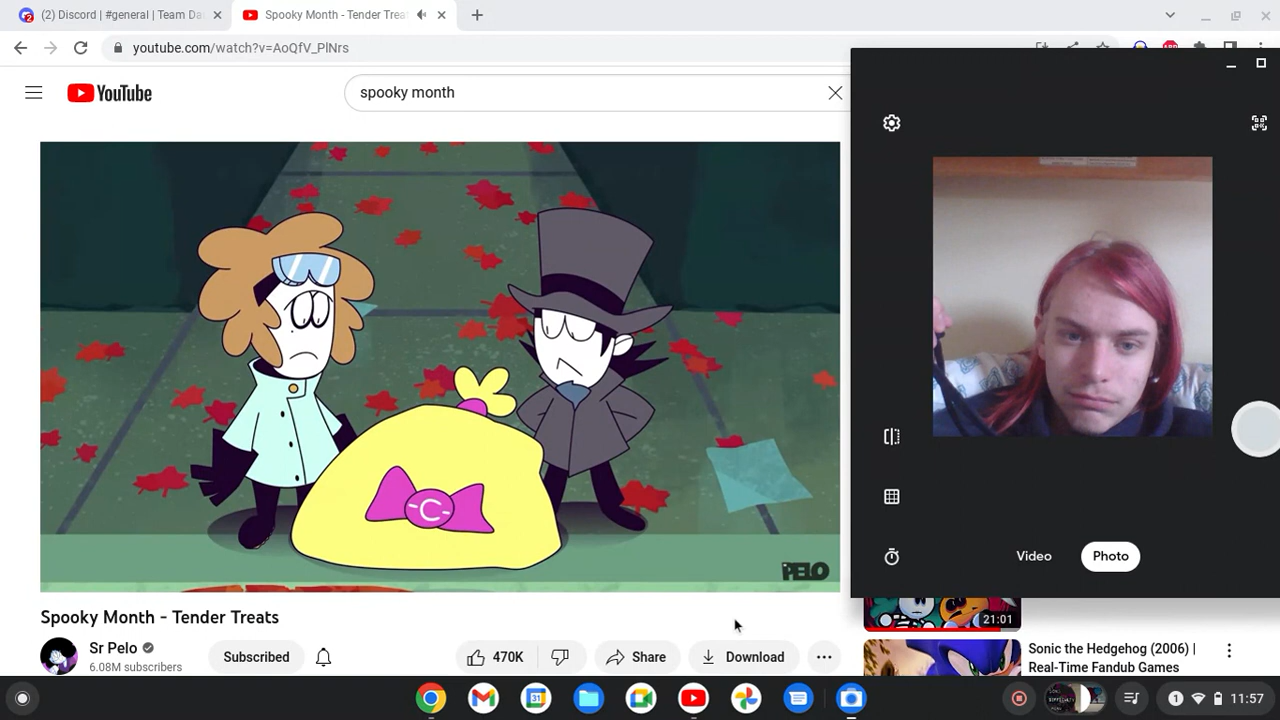 (2) Discord | #general | Team Da
Spooky Month - Tender Trea
youtube.com/watch?v=AoQfV_PlNrs
YouTube
spooky month
-C-
PELO
Spooky Month - Tender Treats
Sr Pelo
6.08M subscribers
Subscribed
470K
Share
Download
Video
Photo
21:01
Sonic the Hedgehog (2006) |
Real-Time Fandub Games
31
1
11:57